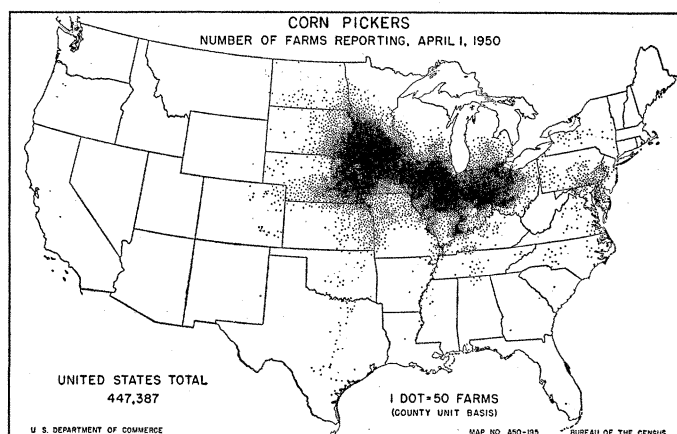 CORN PICKERS
NUMBER OF FARMS REPORTING, APRIL 1, 1950
UNITED STATES TOTAL
447,387
1 DOT=50 FARMS
(COUNTY UNIT BASIS)
U. S. DEPARTMENT OF COMMERCE
MAP NO. A50-195
BUREAU OF THE CENSUS